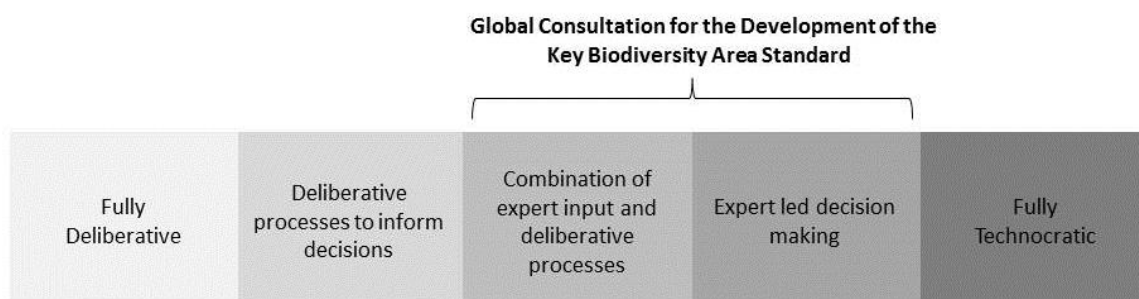 Global Consultation for the Development of the
Key Biodiversity Area Standard
Fully
Deliberative
Deliberative
processes to inform
decisions
Combination of
expert input and
deliberative
processes
Expert led decision
making
Fully
Technocratic